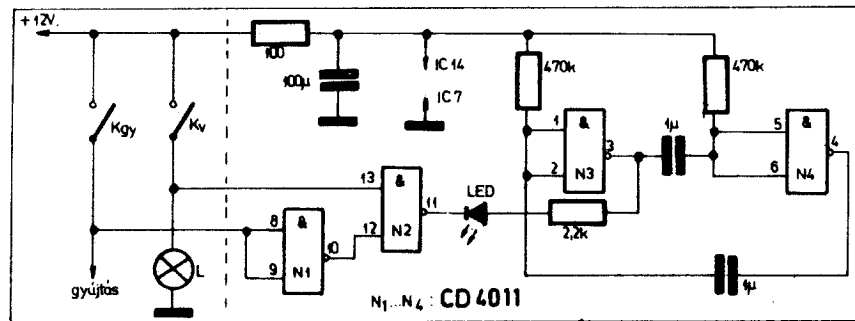 +12V.
100
100µ
IC 14
IC 7
470k
470k
Kgy
Kv
1
2
&
3
N3
1µ
5
6
&
4
N4
13
12
&
11
N2
LED
2,2k
8
9
&
10
N1
L
gyújtás
1µ
N1...N4 : CD 4011